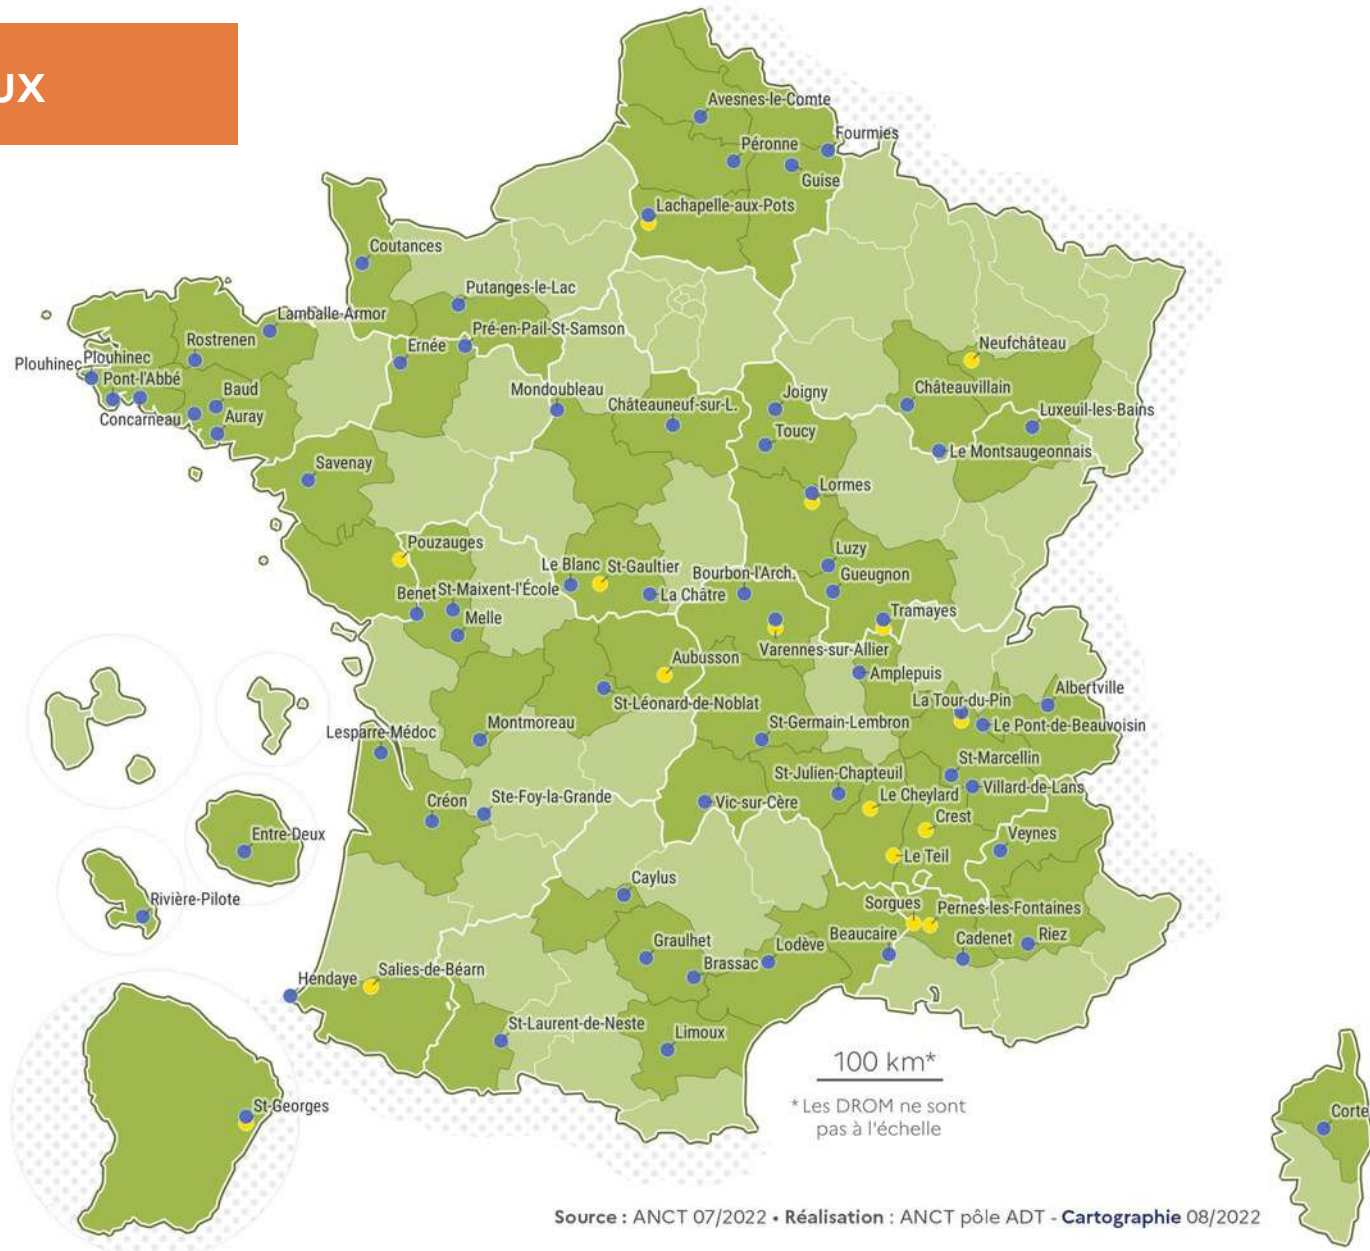 UX
Avesnes-le-Comte
Fourmies
Péronne
Guise
Lachapelle-aux-Pots
Coutances
Putanges-le-Lac
Lamballe-Armor
Pré-en-Pail-St-Samson
Rostrenen
Ernée
Neufchâteau
Plouhinec
Plouhinec
Pont-l'Abbé
Baud
Mondoubleau
Joigny
Châteauvillain
Concarneau
Auray
Châteauneuf-sur-L.
Luxeuil-les-Bains
Toucy
Le Montsaugeonnais
Savenay
Lormes
Pouzauges
Luzy
Le Blanc
St-Gaultier
Bourbon-l'Arch.
Gueugnon
Benet
St-Maixent-l'École
La Châtre
Melle
Tramayes
Varennes-sur-Allier
Aubusson
Amplepuis
Albertville
St-Léonard-de-Noblat
La Tour-du-Pin
Montmoreau
St-Germain-Lembron
Le Pont-de-Beauvoisin
Lesparre-Médoc
St-Marcellin
St-Julien-Chapteuil
Villard-de-Lans
Créon
Ste-Foy-la-Grande
Vic-sur-Cère
Le Cheylard
Crest
Entre-Deux
Veynes
Le Teil
Caylus
Rivière-Pilote
Sorgues
Pernes-les-Fontaines
Graulhet
Lodève
Beaucaire
Cadenet
Riez
Brassac
Hendaye
Salies-de-Béarn
St-Laurent-de-Neste
Limoux
100 km*
*Les DROM ne sont
pas à l'échelle
St-Georges
Corte
Source : ANCT 07/2022 • Réalisation : ANCT pôle ADT - Cartographie 08/2022